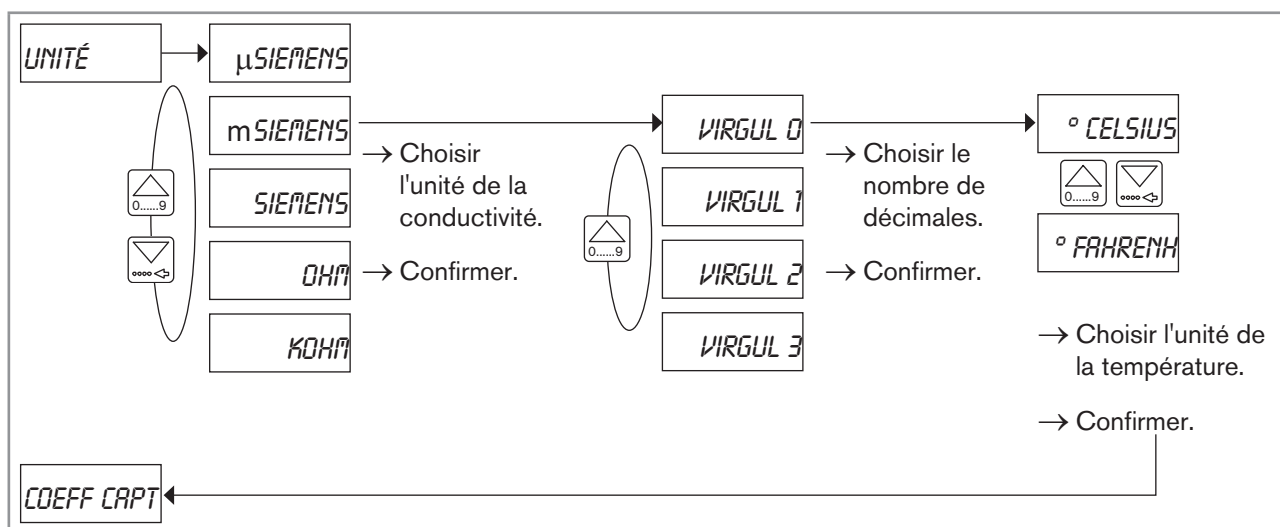 UNITÉ
µSIEMENS
mSIEMENS
SIEMENS
OHM
KOHM
0......9
→ Choisir
l'unité de la
conductivité.
→ Confirmer.
VIRGUL 0
VIRGUL 1
VIRGUL 2
VIRGUL 3
0......9
→ Choisir le
nombre de
décimales.
→ Confirmer.
° CELSIUS
0......9
° FAHRENH
→ Choisir l'unité de
la température.
→ Confirmer.
COEFF CAPT